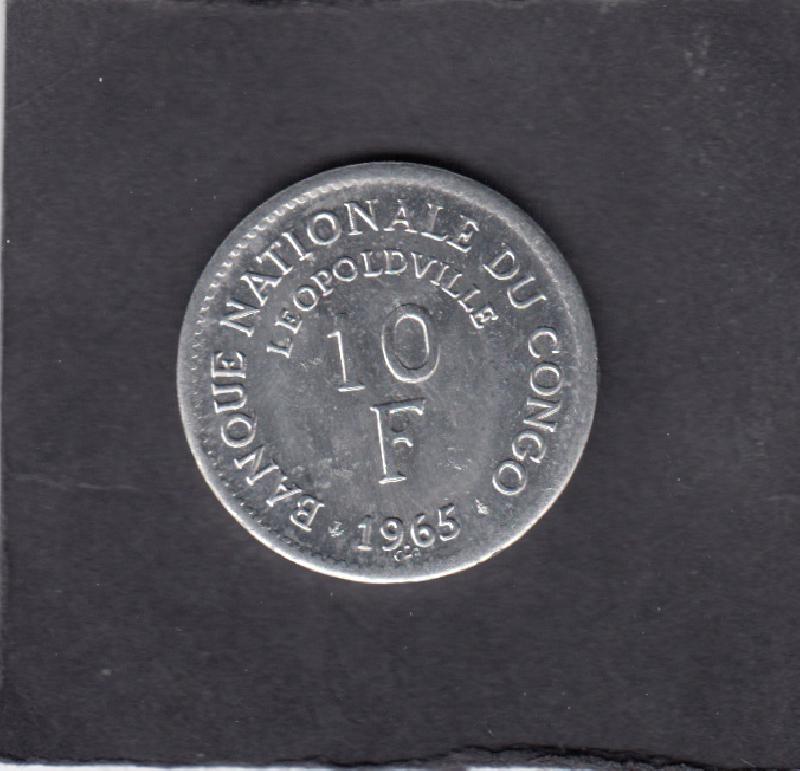 BANQUE NATIONALE DU CONGO
LEOPOLDVILLE
10
F
1965